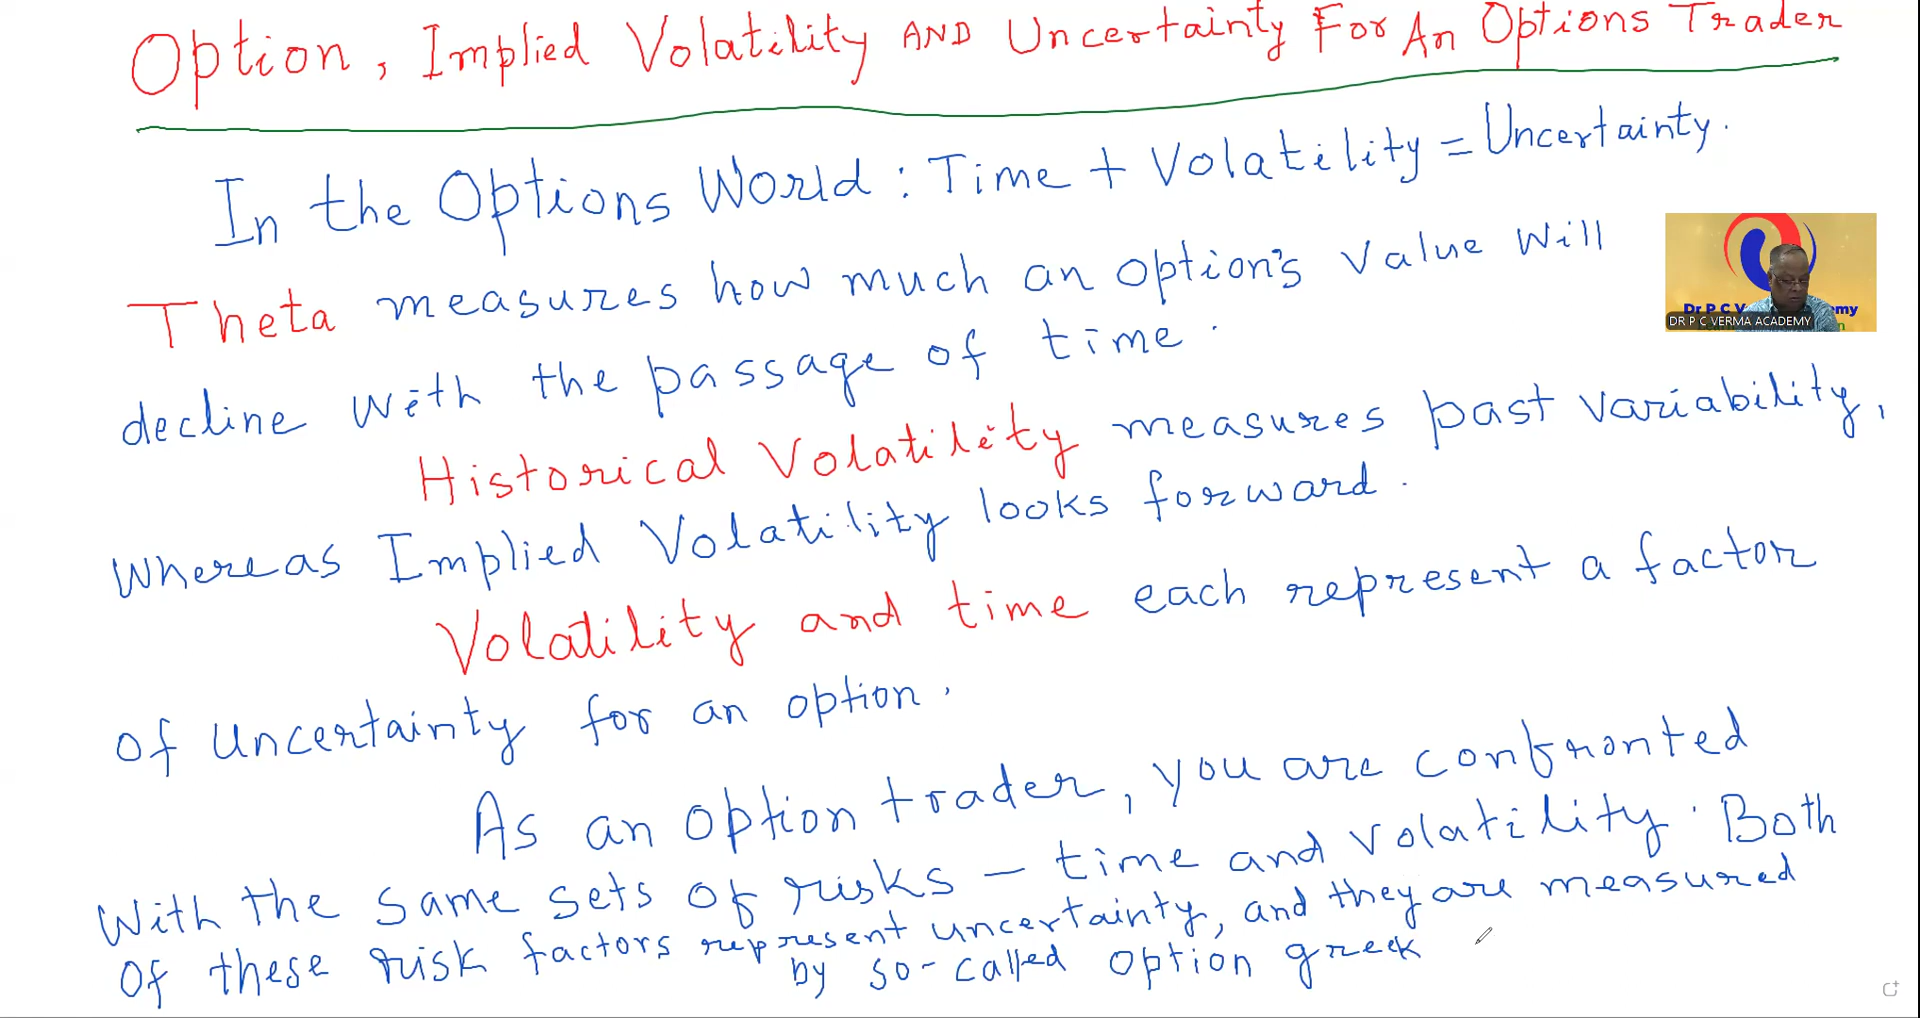 Option, Implied Volatility AND Uncertainty For An Options Trader
In the Options World : Time + Volatility = Uncertainty.
Theta measures how much an option's value will
decline with the passage of time.
Historical Volatility measures past variability,
Whereas Implied Volatility looks forward.
Volatility and time each represent a factor
of uncertainty for an option.
As an option trader, you are confronted
With the same sets of risks – time and volatility. Both
Of these risk factors represent uncertainty, and they are measured
by so-called option greek
Dr P C V
my
DR P C VERMA ACADEMY